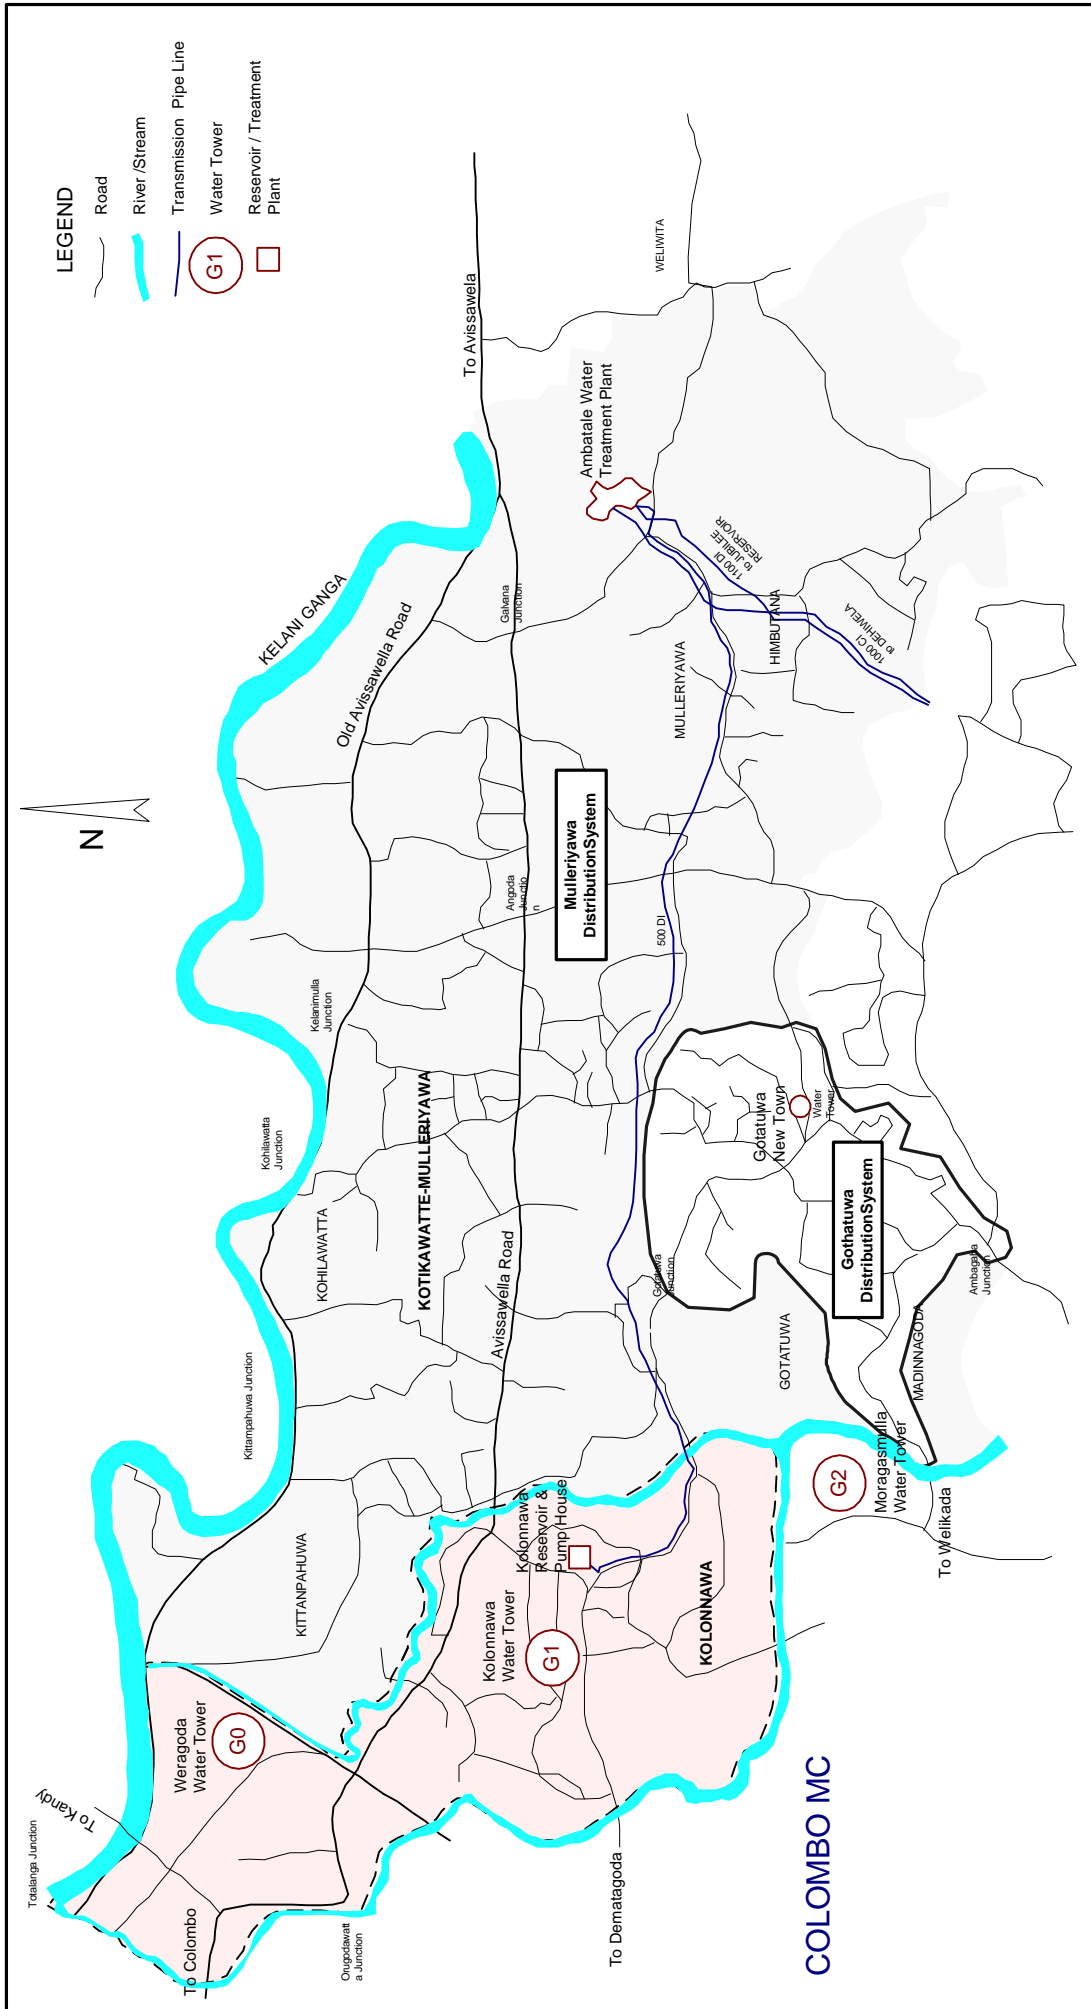 LEGEND
Road
River /Stream
Transmission Pipe Line
G1
Water Tower
Reservoir / Treatment
Plant
N
Totalanga Junction
To Kandy
Weragoda
Water Tower
G0
To Colombo
Orugodawatt
a Junction
KITTANPAHUWA
Kittampahuwa Junction
KOHILAWATTA
Kohilawatta
Junction
Kelanimulla
Junction
KELANI GANGA
Old Avissawella Road
To Avissawela
KOTIKAWATTE-MULLERIYAWA
Avissawella Road
Angoda
Junctio
n
Galvana
Junction
Mulleriyawa
DistributionSystem
Ambatale Water
Treatment Plant
WELIWITA
1100 DI
to JUBILEE
RESERVOIR
1000 CI
to DEHIWELA
HIMBUTANA
MULLERIYAWA
500 DI
Kolonnawa
Water Tower
G1
Kolonnawa
Reservoir &
Pump House
KOLONNAWA
To Dematagoda
Gotatuwa
Junction
Gotatuwa
New Town
Water
Tower
Gothatuwa
DistributionSystem
GOTATUWA
MADINNAGODA
Ambagaha
Junction
G2
Moragasmulla
Water Tower
To Welikada
COLOMBO MC